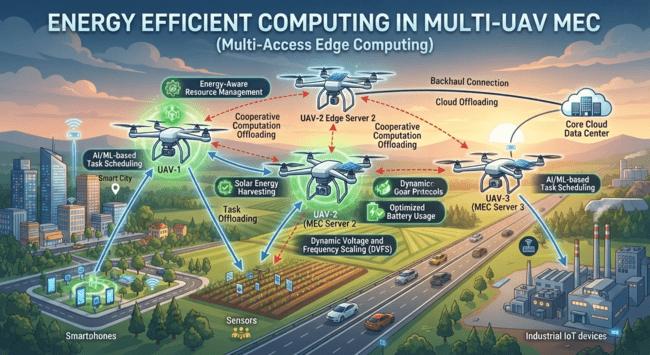 ENERGY EFFICIENT COMPUTING IN MULTI-UAV MEC
(Multi-Access Edge Computing)
Energy-Aware
Resource Management
Cooperative
Computation
Offloading
UAV-2 Edge Server 2
Backhaul Connection
Cloud Offloading
Cooperative
Computation
Offloading
Core Cloud
Data Center
AI/ML-based
Task Scheduling
Smart City
UAV-1
Solar Energy
Harvesting
Task
Offloading
UAV-2
(MEC Server 2)
Dynamic
Goar Protocols
Optimized
Battery Usage
UAV-3
(MEC Server 3)
AI/ML-based
Task Scheduling
Dynamic Voltage and
Frequency Scaling (DVFS)
Smartohones
Sensors
Industrial IoT devices